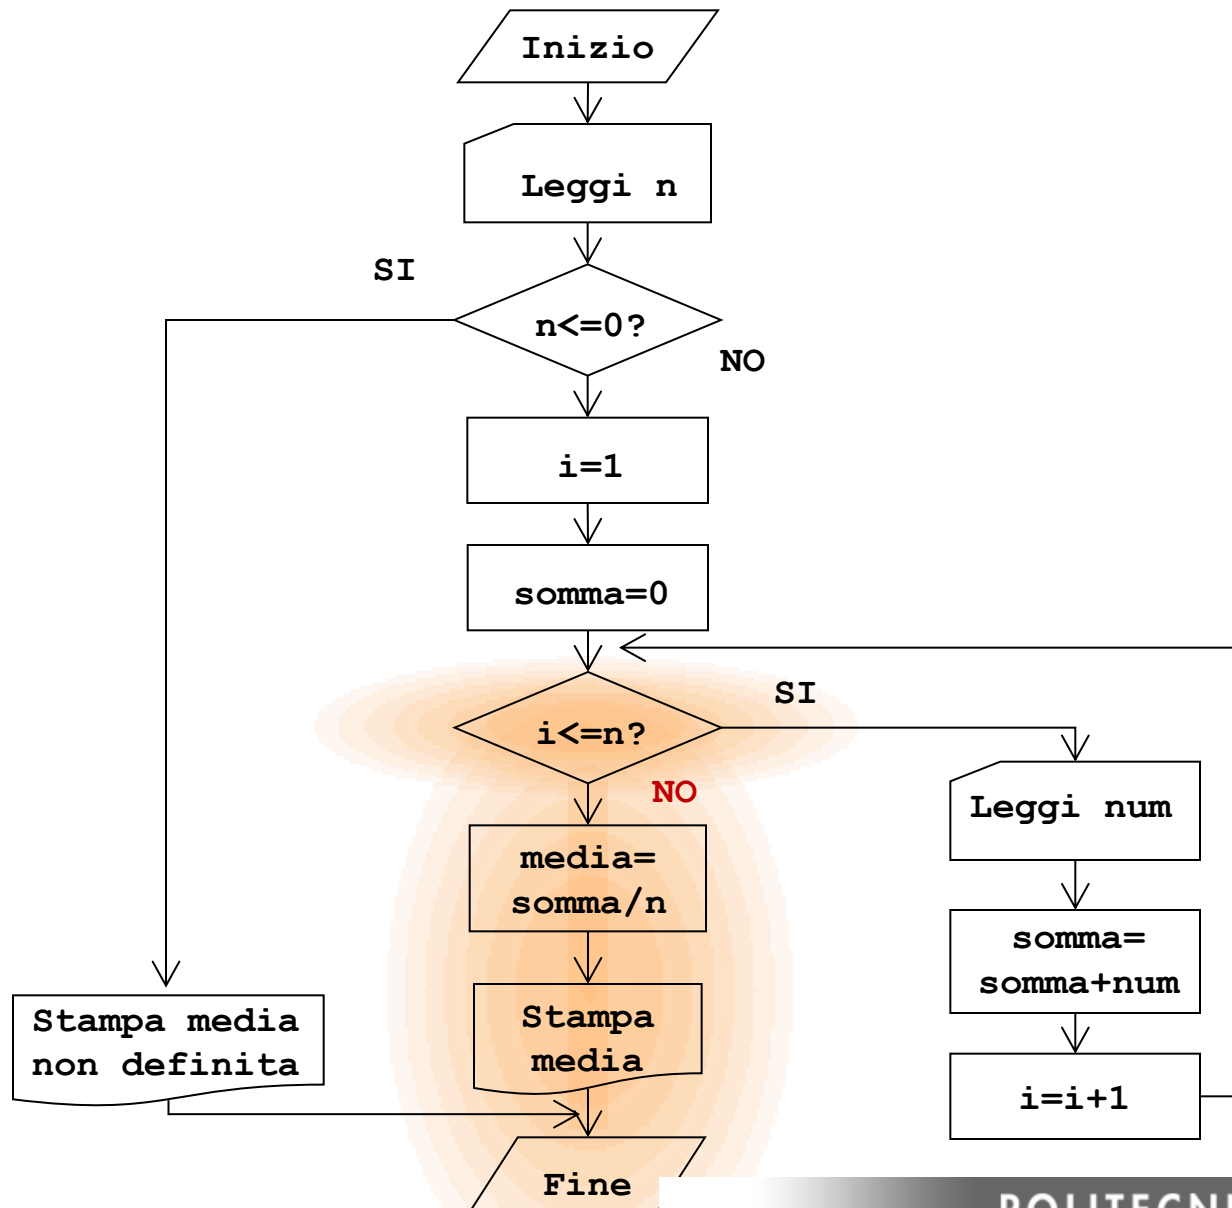 Inizio
Leggi n
SI
n<=0?
NO
i=1
somma=0
SI
i<=n?
NO
Leggi num
media=
somma/n
somma=
somma+num
Stampa media
non definita
Stampa
media
i=i+1
Fine